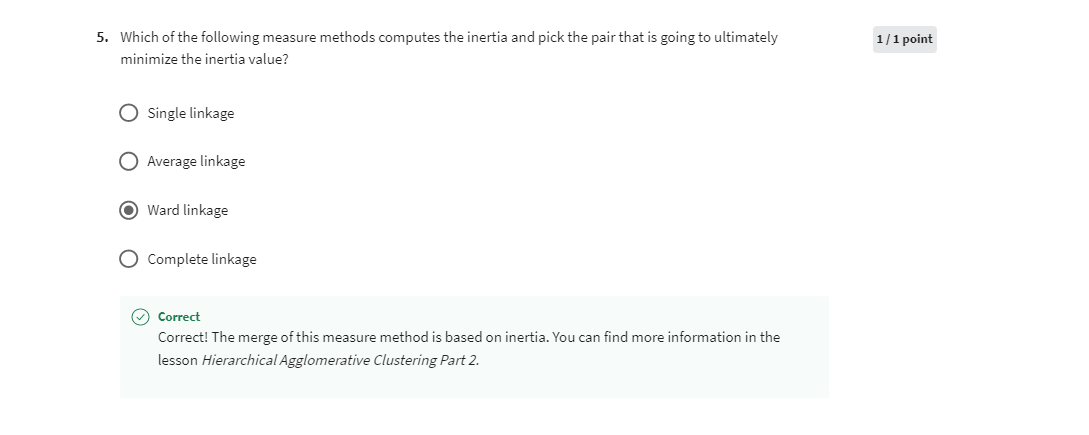 5. Which of the following measure methods computes the inertia and pick the pair that is going to ultimately
minimize the inertia value?
1 / 1 point
Single linkage
Average linkage
Ward linkage
Complete linkage
Correct
Correct! The merge of this measure method is based on inertia. You can find more information in the
lesson Hierarchical Agglomerative Clustering Part 2.